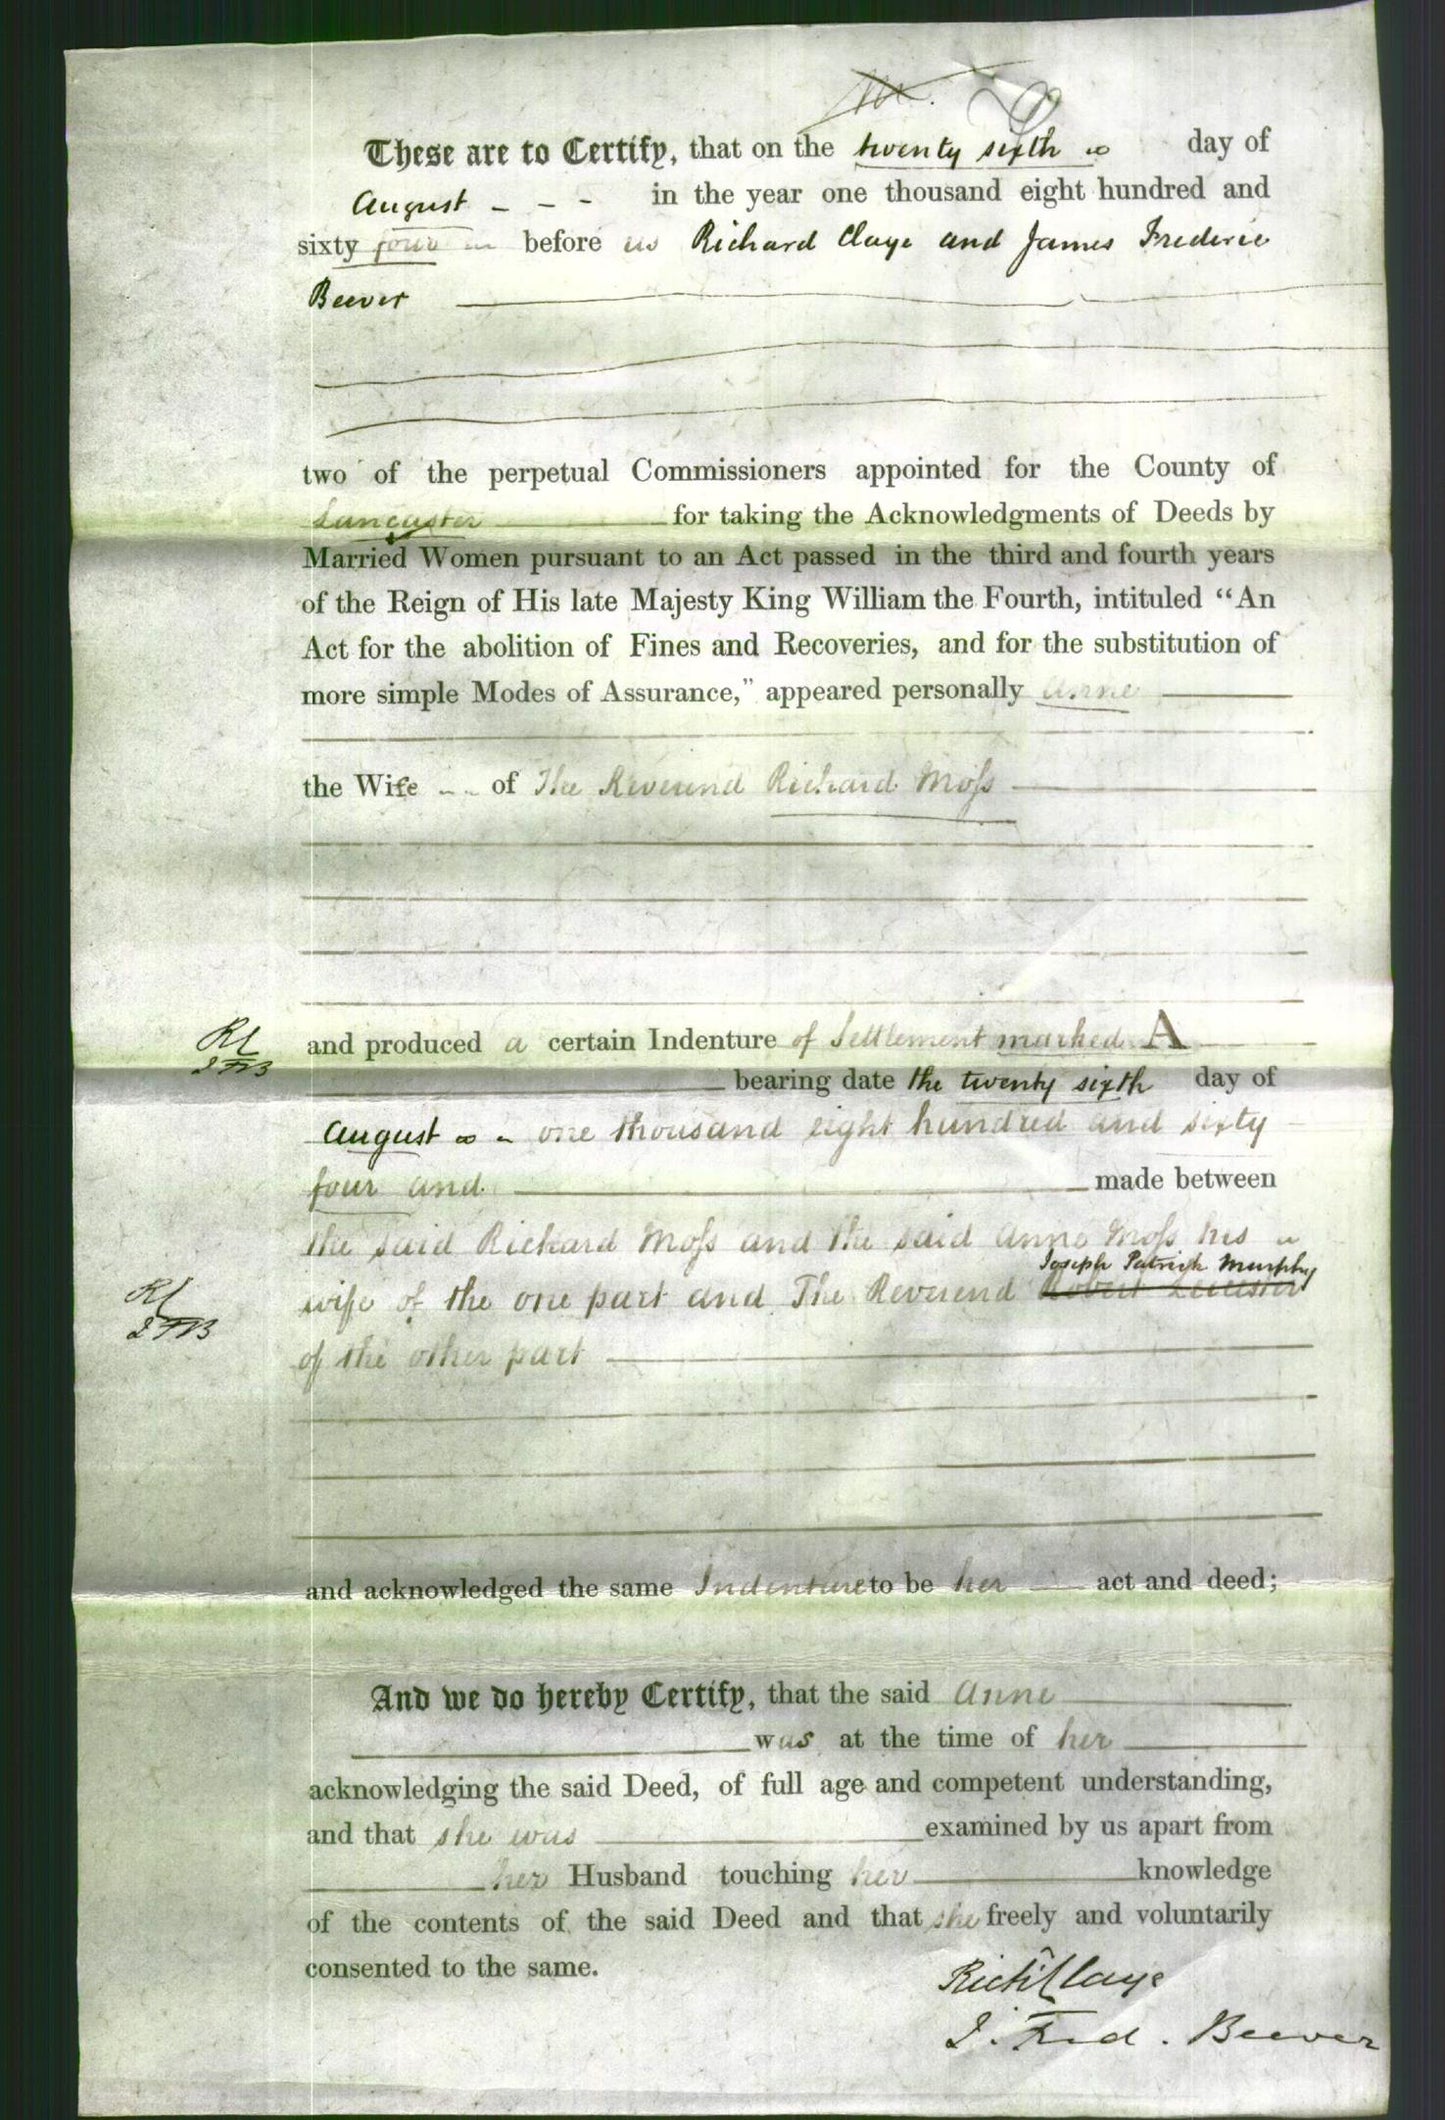 These are to Certify, that on the twenty sixth day of
August - - - in the year one thousand eight hundred and
sixty four before us Richard Claye and James Frederic
Beever
two of the perpetual Commissioners appointed for the County of
Lancaster for taking the Acknowledgments of Deeds by
Married Women pursuant to an Act passed in the third and fourth years
of the Reign of His late Majesty King William the Fourth, intituled “An
Act for the abolition of Fines and Recoveries, and for the substitution of
more simple Modes of Assurance,” appeared personally Anne
the Wife - - of The Reverend Richard Moſs
and produced a certain Indenture of Settlement marked A
bearing date the twenty sixth day of
August one thousand eight hundred and sixty
four and made between
the said Richard Moſs and the said Anne Moſs his
Joseph Patrick Murphy
wife of the one part and The Reverend Robert Leicester
of the other part
and acknowledged the same Indenture to be her act and deed;
And we do hereby Certify, that the said Anne
was at the time of her
acknowledging the said Deed, of full age and competent understanding,
and that she was examined by us apart from
her Husband touching her knowledge
of the contents of the said Deed and that she freely and voluntarily
consented to the same.
Richd Claye
J. Fred. Beever